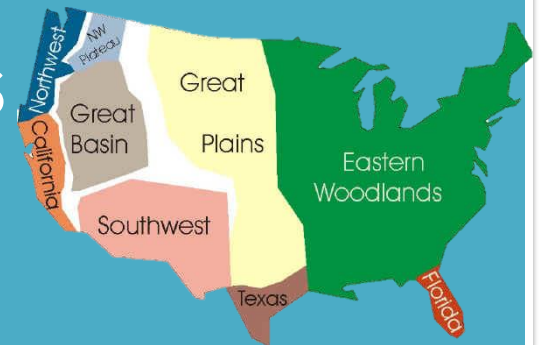 S
Northwest
NW
Plateau
Great
Basin
California
Great
Plains
Eastern
Woodlands
Southwest
Texas
Florida